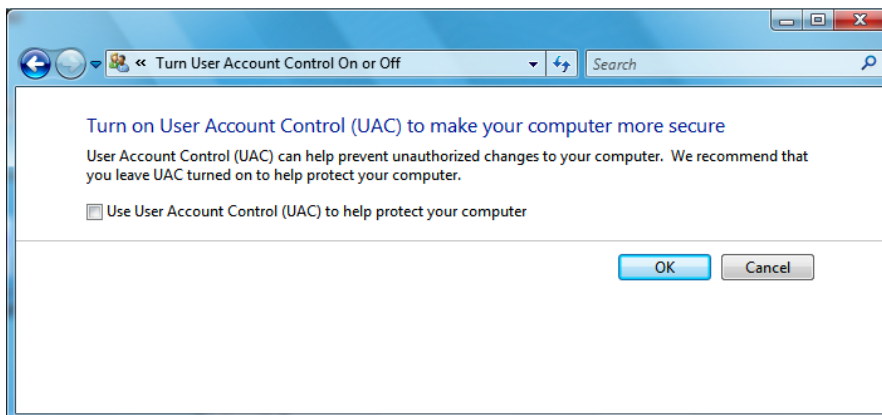 « Turn User Account Control On or Off
Search
Turn on User Account Control (UAC) to make your computer more secure
User Account Control (UAC) can help prevent unauthorized changes to your computer.  We recommend that
you leave UAC turned on to help protect your computer.
Use User Account Control (UAC) to help protect your computer
OK
Cancel